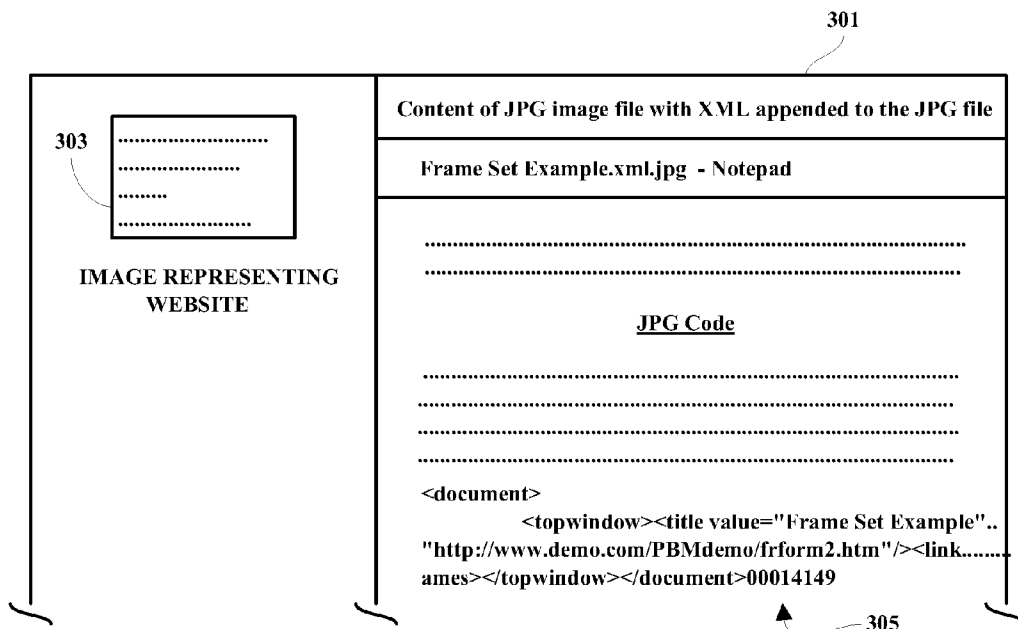 301
Content of JPG image file with XML appended to the JPG file
303
Frame Set Example.xml.jpg - Notepad
IMAGE REPRESENTING
WEBSITE
JPG Code
<document>
<topwindow><title value="Frame Set Example"..
"http://www.demo.com/PBMdemo/frform2.htm"/><link.........
ames></topwindow></document>00014149
305